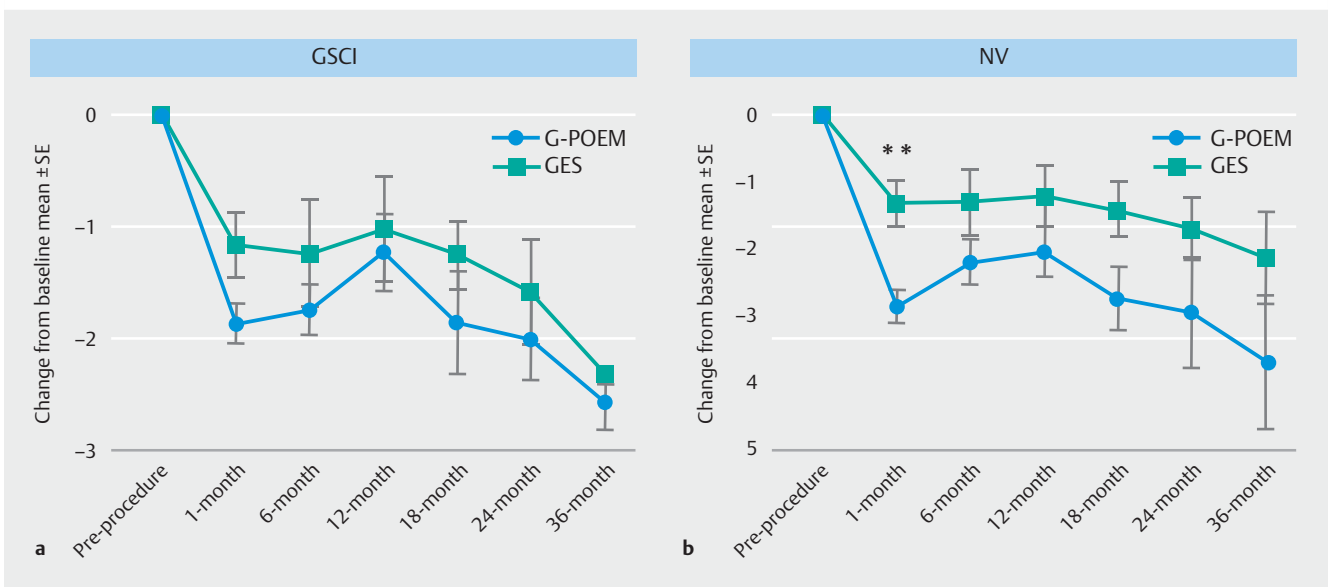 GSCI
Change from baseline mean ±SE
0
–1
–2
–3
G-POEM
GES
Pre-procedure
1-month
6-month
12-month
18-month
24-month
36-month
a
NV
Change from baseline mean ±SE
0
–1
–2
–3
4
5
* *
G-POEM
GES
Pre-procedure
1-month
6-month
12-month
18-month
24-month
36-month
b